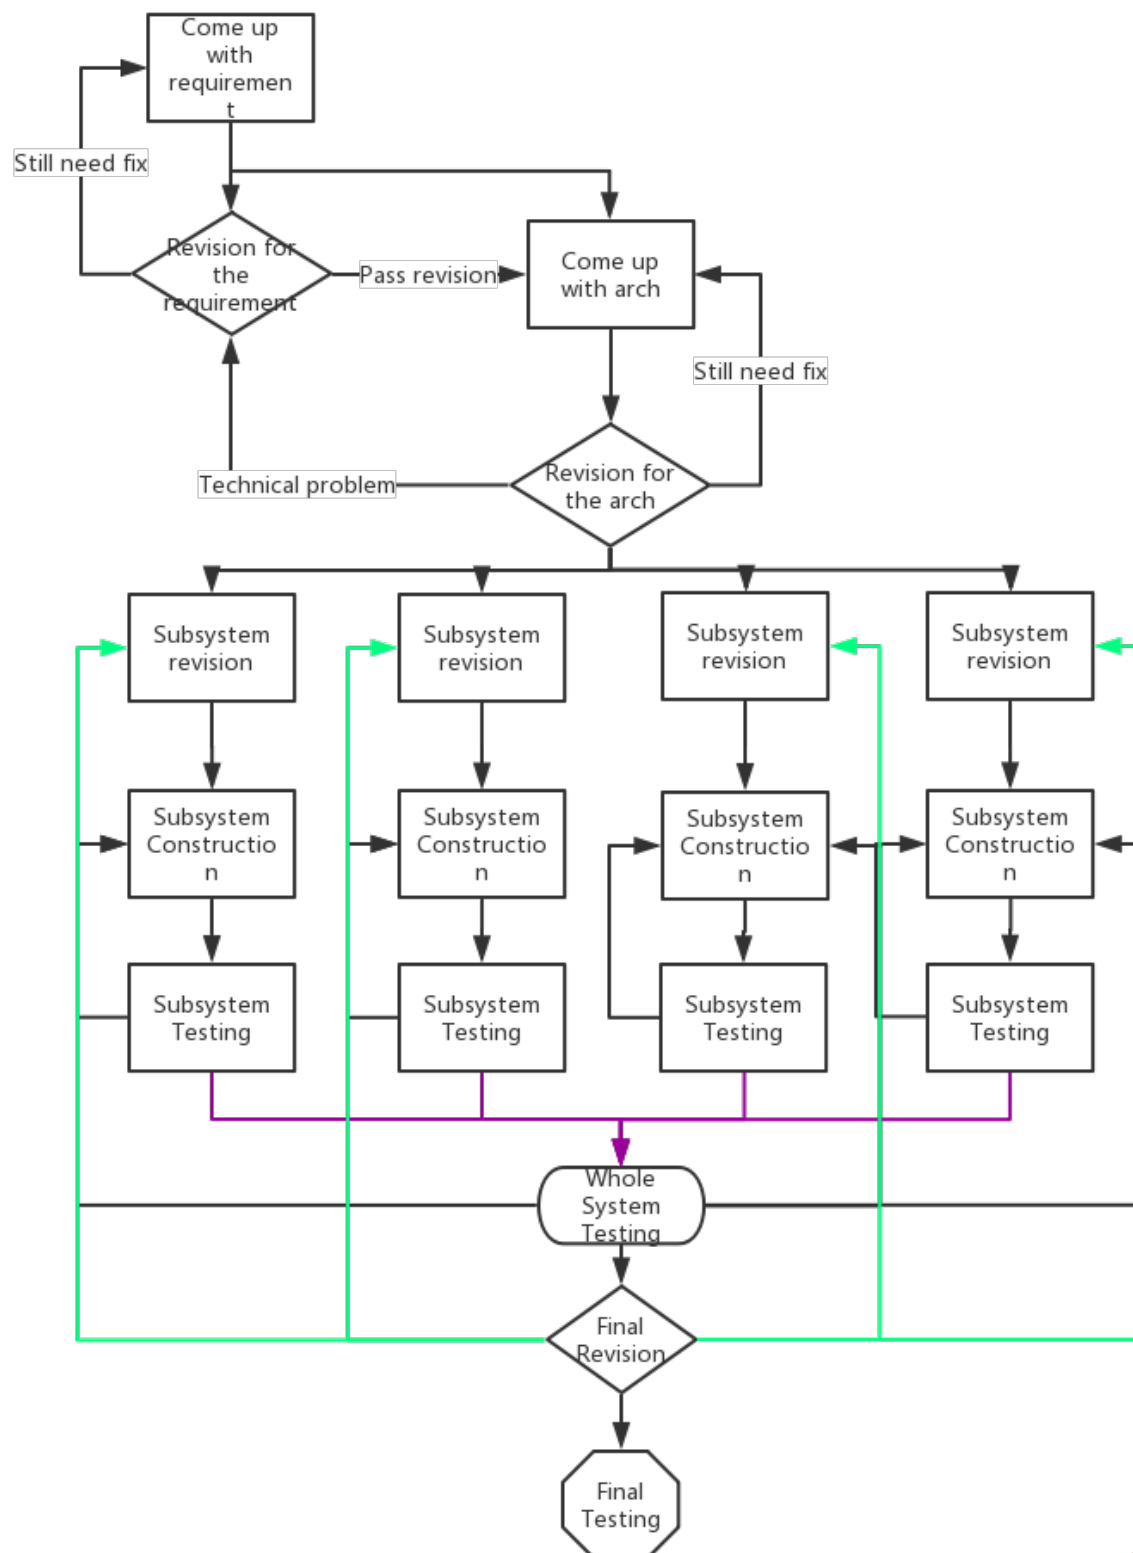 Come up
with
requiremen
t
Still need fix
Revision for
the
requirement
Pass revision
Come up
with arch
Still need fix
Technical problem
Revision for
the arch
Subsystem
revision
Subsystem
revision
Subsystem
revision
Subsystem
revision
Subsystem
Constructio
n
Subsystem
Constructio
n
Subsystem
Constructio
n
Subsystem
Constructio
n
Subsystem
Testing
Subsystem
Testing
Subsystem
Testing
Subsystem
Testing
Whole
System
Testing
Final
Revision
Final
Testing